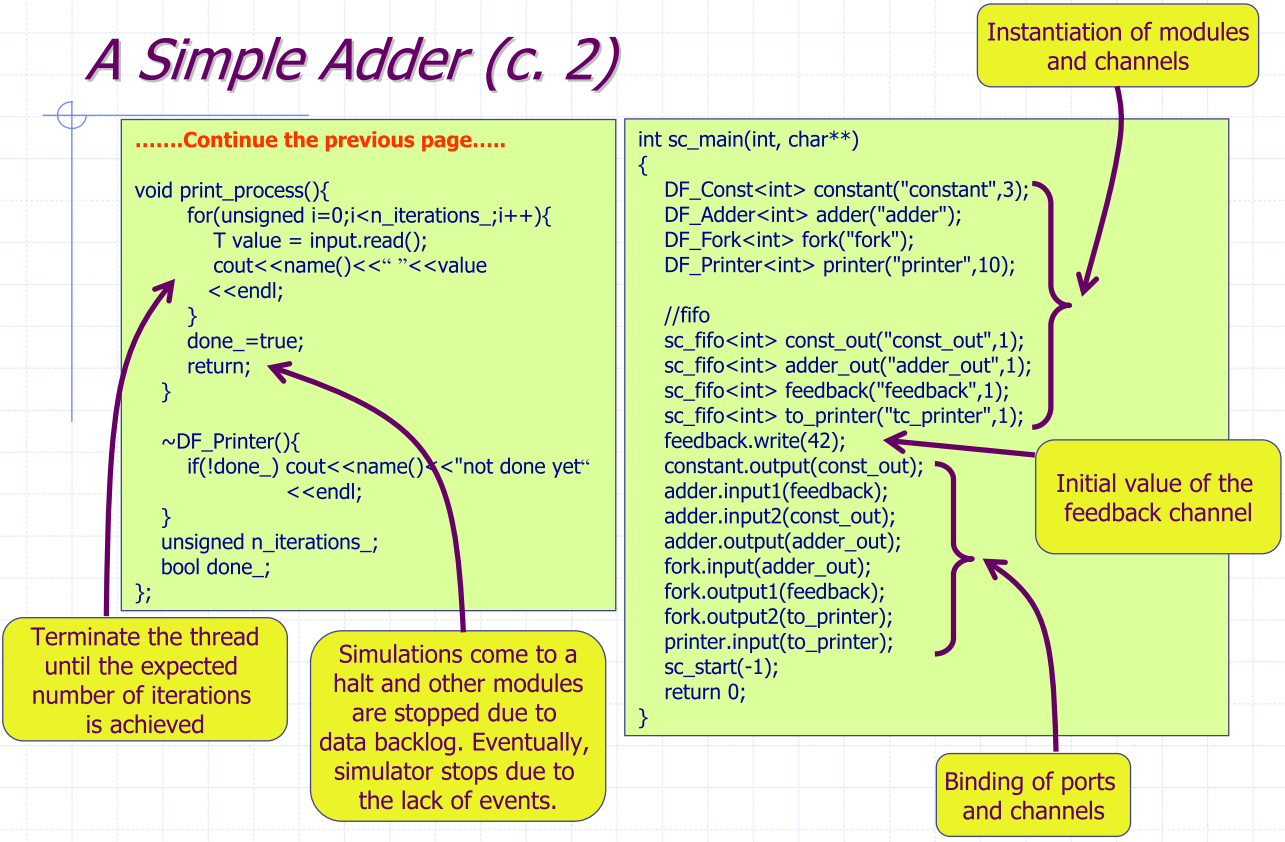 A Simple Adder (c. 2)
Instantiation of modules
and channels
…….Continue the previous page…..
void print_process(){
for(unsigned i=0;i<n_iterations_;i++){
T value = input.read();
cout<<name()<<“ ”<<value
<<endl;
}
done_=true;
return;
}
~DF_Printer(){
if(!done_) cout<<name()<<"not done yet“
<<endl;
}
unsigned n_iterations_;
bool done_;
};
int sc_main(int, char**)
{
DF_Const<int> constant("constant",3);
DF_Adder<int> adder("adder");
DF_Fork<int> fork("fork");
DF_Printer<int> printer("printer",10);
//fifo
sc_fifo<int> const_out("const_out",1);
sc_fifo<int> adder_out("adder_out",1);
sc_fifo<int> feedback("feedback",1);
sc_fifo<int> to_printer("tc_printer",1);
feedback.write(42);
constant.output(const_out);
adder.input1(feedback);
adder.input2(const_out);
adder.output(adder_out);
fork.input(adder_out);
fork.output1(feedback);
fork.output2(to_printer);
printer.input(to_printer);
sc_start(-1);
return 0;
}
Initial value of the
feedback channel
Terminate the thread
until the expected
number of iterations
is achieved
Simulations come to a
halt and other modules
are stopped due to
data backlog. Eventually,
simulator stops due to
the lack of events.
Binding of ports
and channels